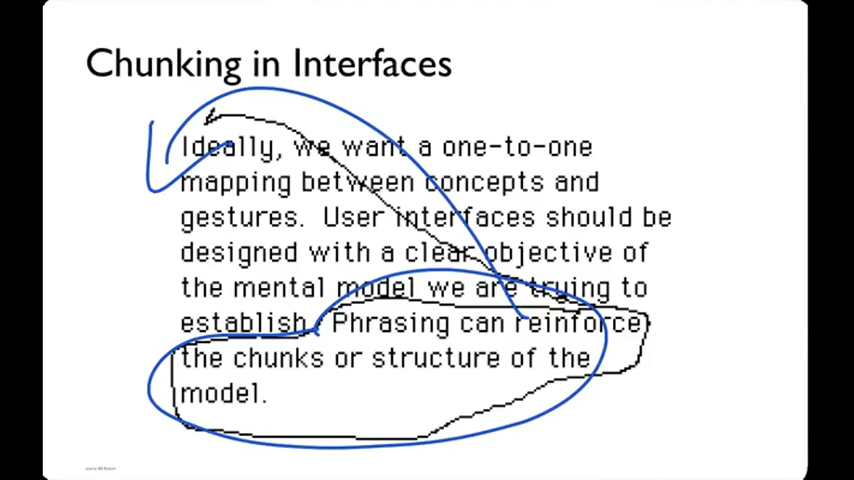 Chunking in Interfaces
Ideally, we want a one-to-one
mapping between concepts and
gestures. User interfaces should be
designed with a clear objective of
the mental model we are trying to
establish. Phrasing can reinforce
the chunks or structure of the
model.